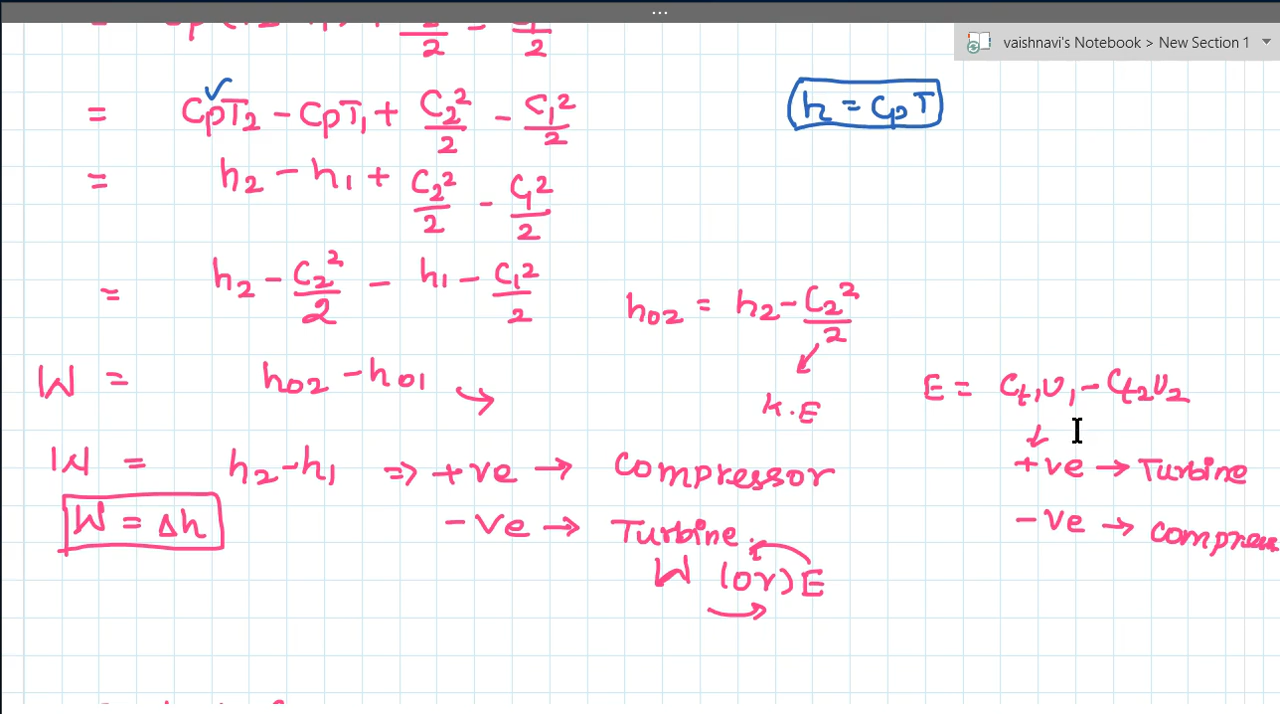 ...
vaishnavi's Notebook > New Section 1
= CpT2 - CpT1 + C2²/2 - C1²/2
h = CpT
= h2 - h1 + C2²/2 - C1²/2
= h2 - C2²/2 - h1 - C1²/2
h02 = h2 - C2²/2
K.E
W = h02 - h01 →
E = Ct1U1 - Ct2U2
W = h2-h1 => +ve → compressor
+ve → Turbine
W = Δh
-ve → Turbine.
-ve → compress
W (or) E